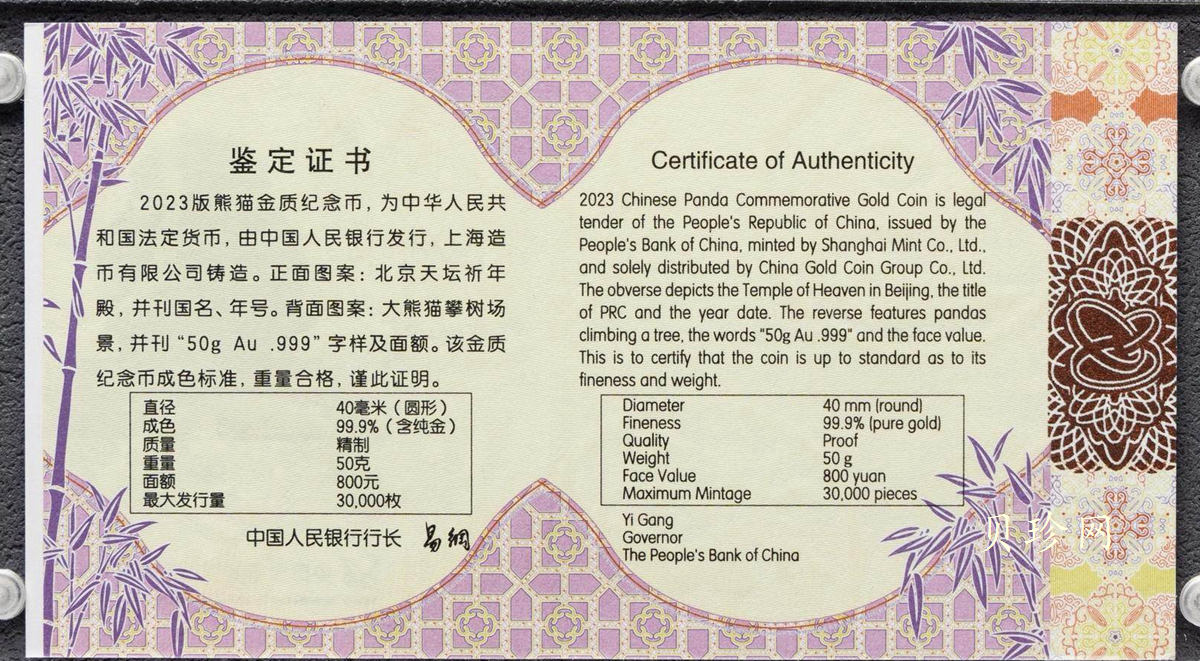 鉴定证书
2023版熊猫金质纪念币，为中华人民共
和国法定货币，由中国人民银行发行，上海造
币有限公司铸造。正面图案：北京天坛祈年
殿，并刊国名、年号。背面图案：大熊猫攀树场
景，并刊“50g Au .999”字样及面额。该金质
纪念币成色标准，重量合格，谨此证明。
直径 40毫米（圆形）
成色 99.9%（含纯金）
质量 精制
重量 50克
面额 800元
最大发行量 30,000枚
中国人民银行行长 易纲
Certificate of Authenticity
2023 Chinese Panda Commemorative Gold Coin is legal
tender of the People's Republic of China, issued by the
People's Bank of China, minted by Shanghai Mint Co., Ltd.,
and solely distributed by China Gold Coin Group Co., Ltd.
The obverse depicts the Temple of Heaven in Beijing, the title
of PRC and the year date. The reverse features pandas
climbing a tree, the words "50g Au .999" and the face value.
This is to certify that the coin is up to standard as to its
fineness and weight.
Diameter 40 mm (round)
Fineness 99.9% (pure gold)
Quality Proof
Weight 50 g
Face Value 800 yuan
Maximum Mintage 30,000 pieces
Yi Gang
Governor
The People's Bank of China
贝珍网